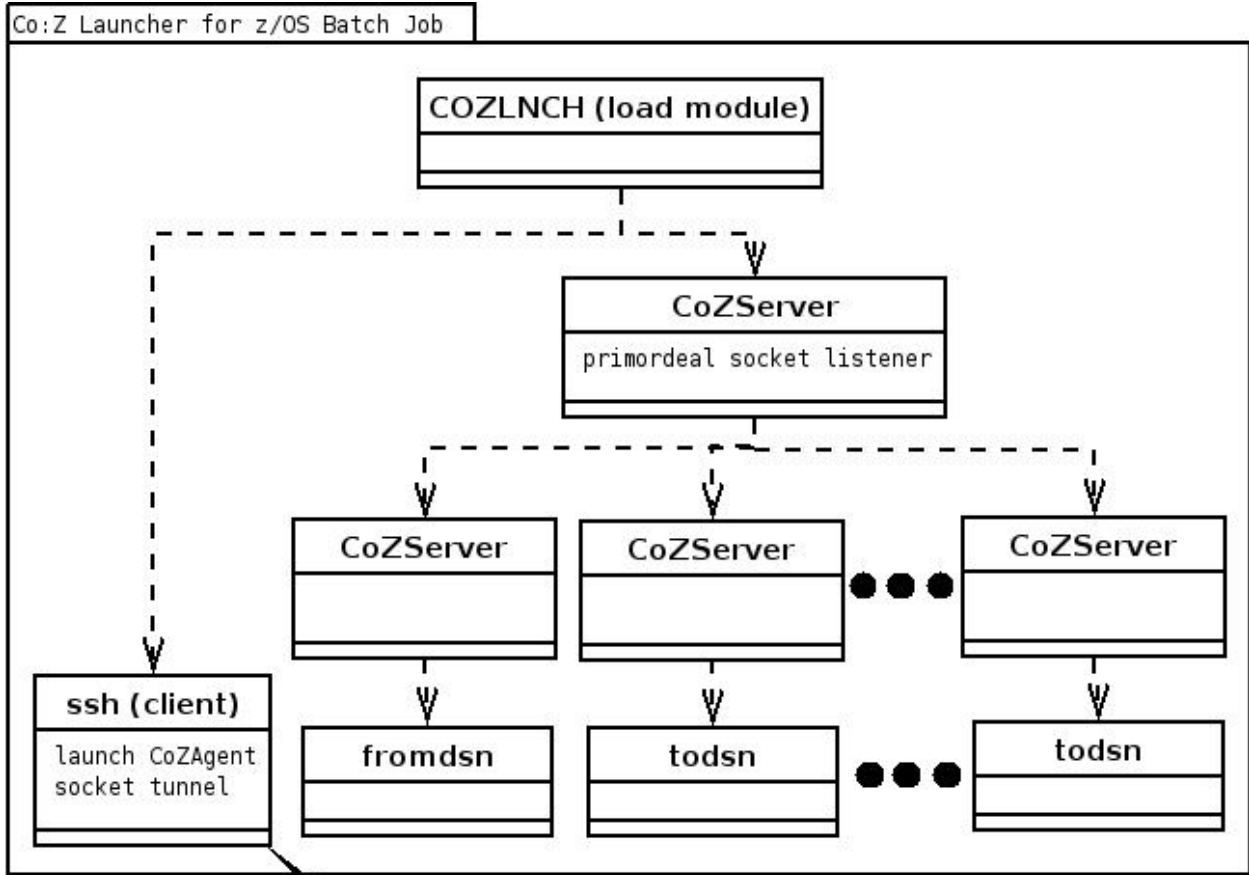 Co:Z Launcher for z/OS Batch Job
COZLNCH (load module)
CoZServer
primordeal socket listener
CoZServer
CoZServer
CoZServer
ssh (client)
launch CoZAgent
socket tunnel
fromdsn
todsn
todsn